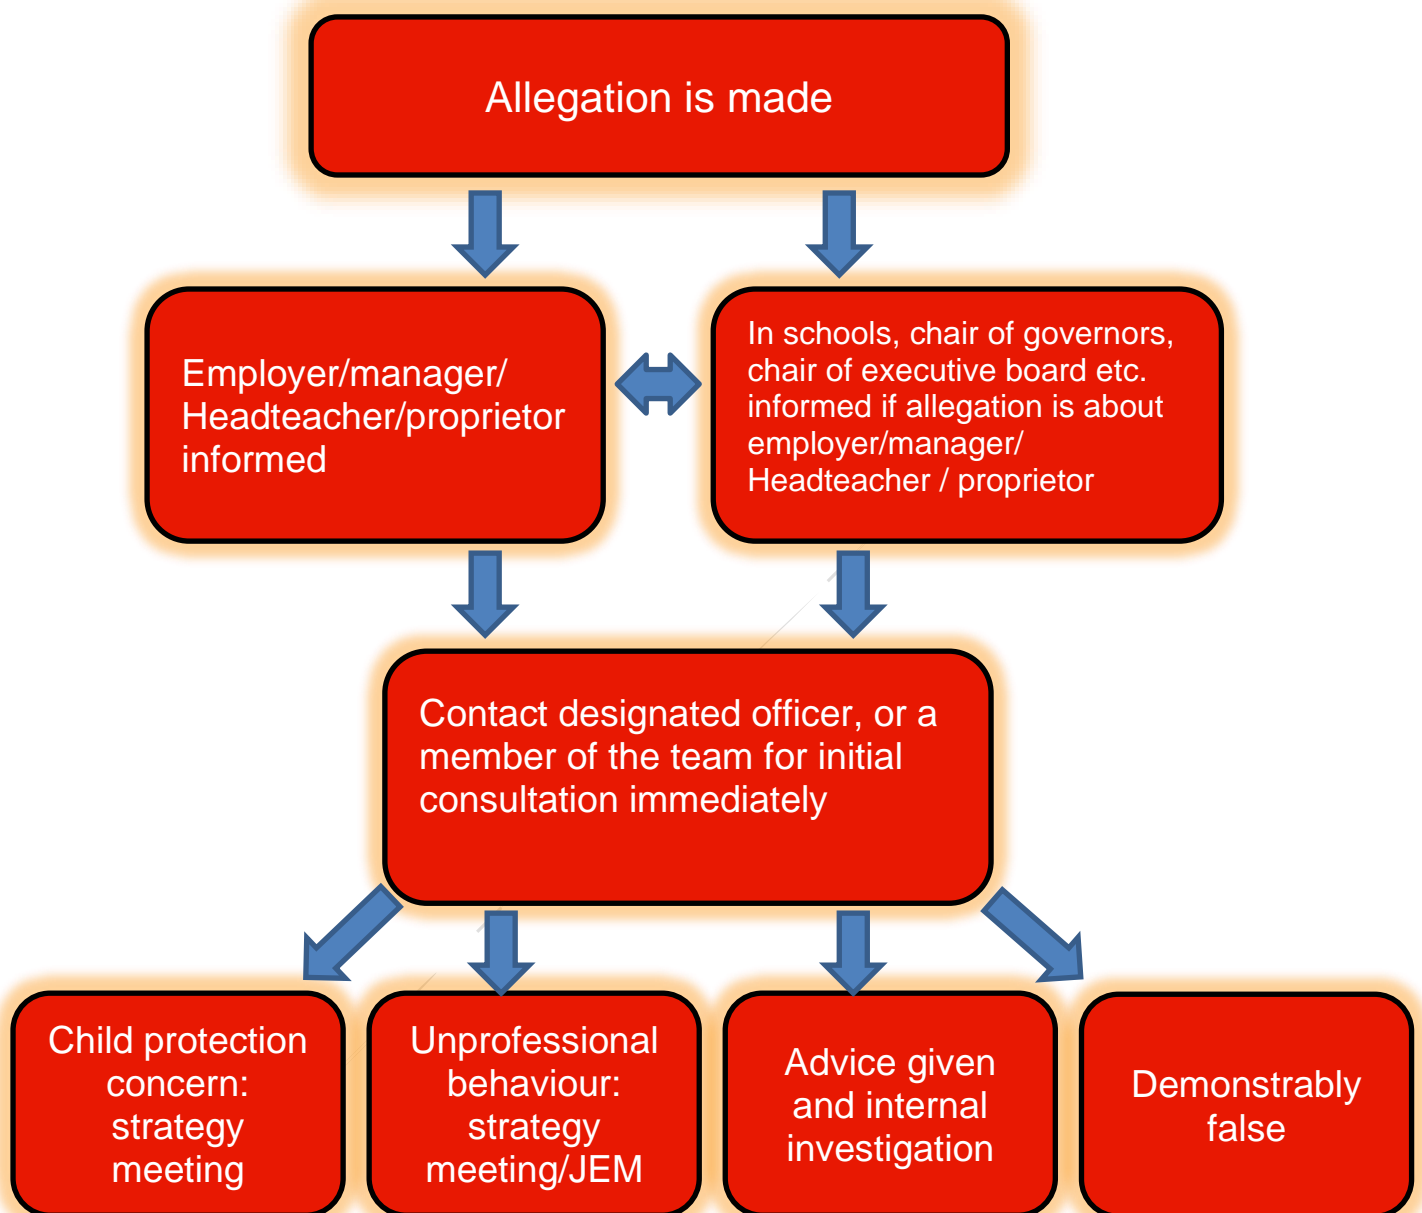 Allegation is made
Employer/manager/
Headteacher/proprietor
informed
In schools, chair of governors,
chair of executive board etc.
informed if allegation is about
employer/manager/
Headteacher / proprietor
Contact designated officer, or a
member of the team for initial
consultation immediately
Child protection
concern:
strategy
meeting
Unprofessional
behaviour:
strategy
meeting/JEM
Advice given
and internal
investigation
Demonstrably
false